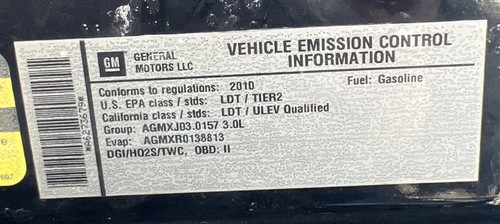 GM
GENERAL
MOTORS LLC
VEHICLE EMISSION CONTROL
INFORMATION
Conforms to regulations: 2010
Fuel: Gasoline
U.S. EPA class / stds: LDT / TIER2
California class / stds: LDT / ULEV Qualified
Group: AGMXJ03.0157 3.0L
Evap: AGMXR0138813
DGI/HO2S/TWC, OBD: II